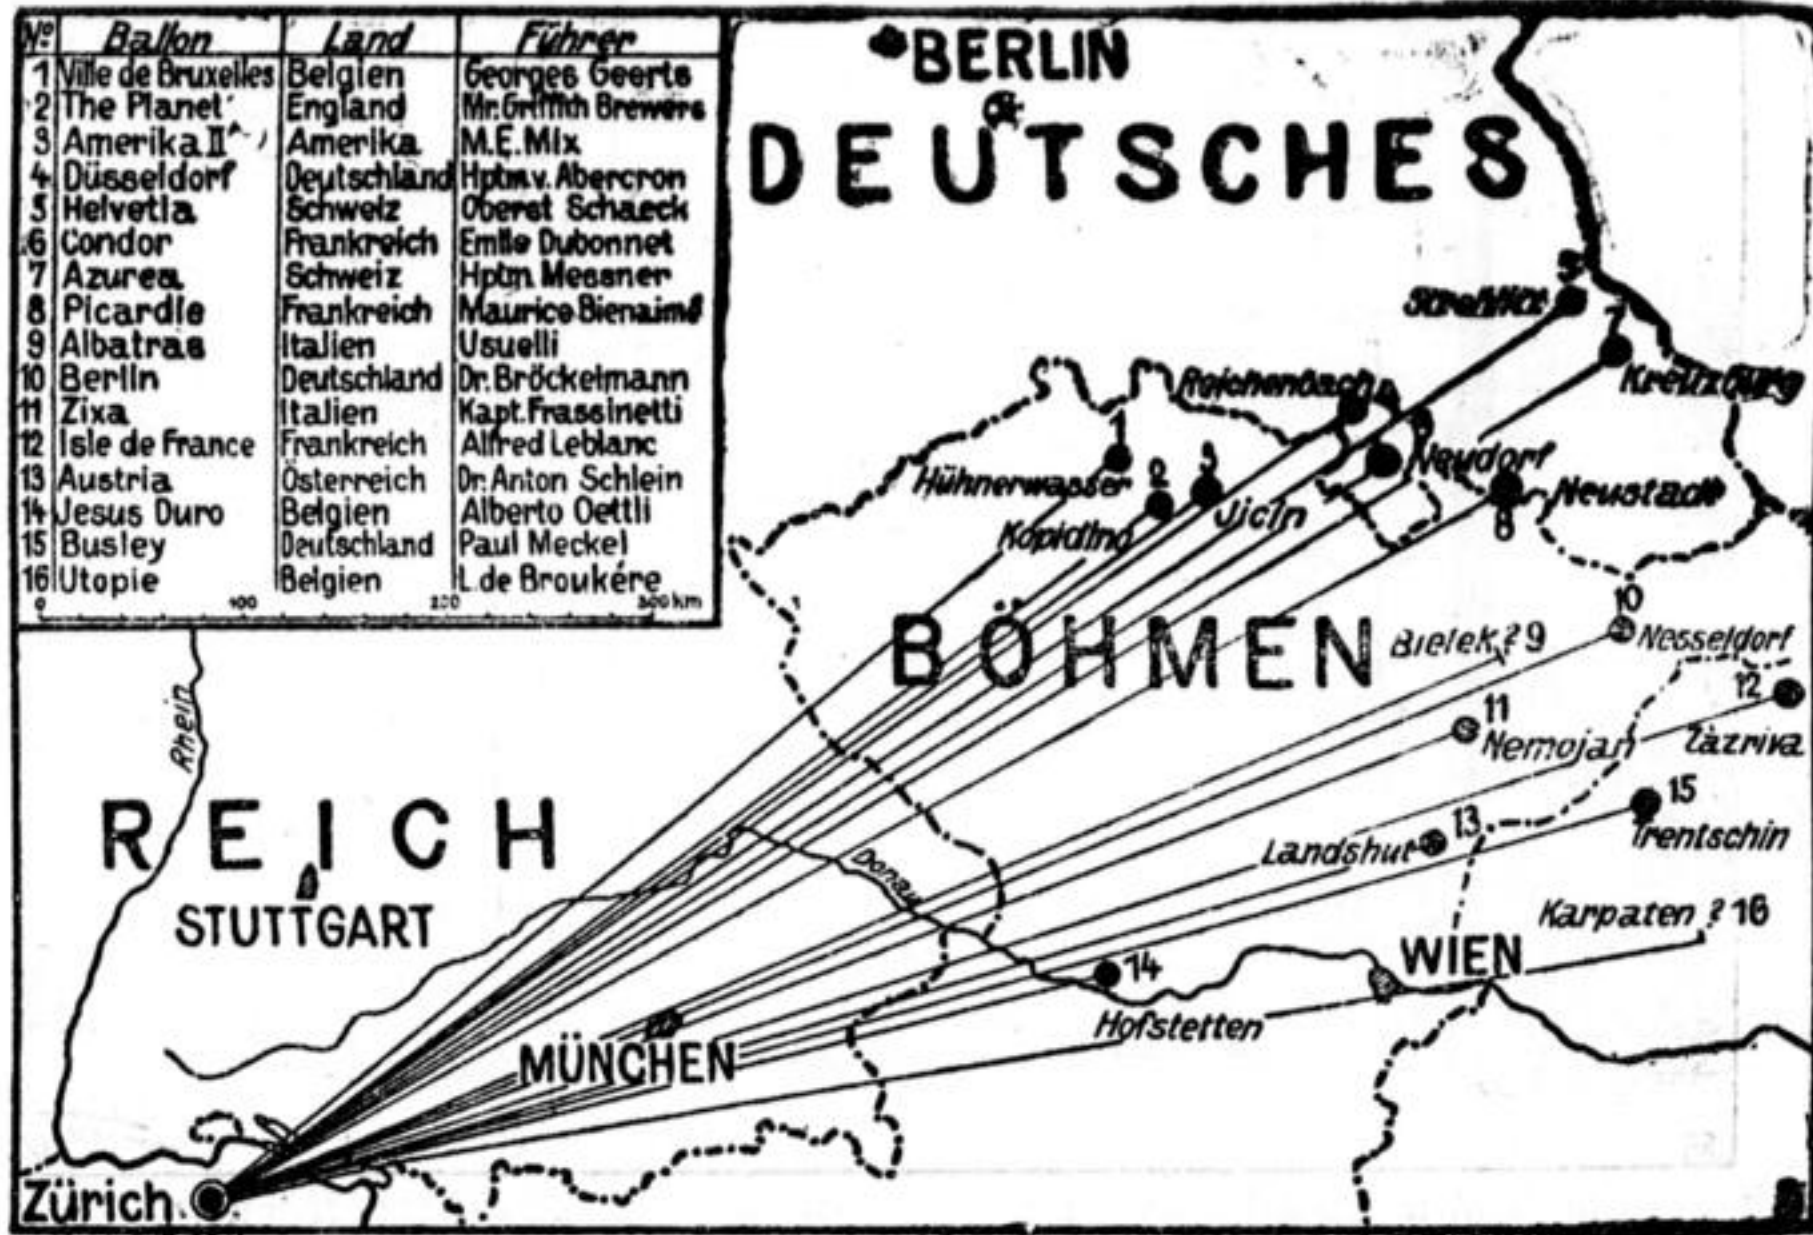 Nº Ballon Land Führer
1 Ville de Bruxelles Belgien Georges Geerts
2 The Planet England Mr. Griffith Brewers
3 Amerika II Amerika M.E. Mix
4 Düsseldorf Deutschland Hptm. v. Abercron
5 Helvetia Schweiz Oberst Schaeck
6 Condor Frankreich Emile Dubonnet
7 Azurea Schweiz Hptm Messner
8 Picardie Frankreich Maurice Bienaimé
9 Albatras Italien Usuelli
10 Berlin Deutschland Dr. Bröckelmann
11 Zixa Italien Kapt. Frassinetti
12 Isle de France Frankreich Alfred Leblanc
13 Austria Österreich Dr. Anton Schlein
14 Jesus Duro Belgien Alberto Oettli
15 Busley Deutschland Paul Meckel
16 Utopie Belgien L. de Broukére
0 100 200 300 km
BERLIN
DEUTSCHES
5
7
Kreuzburg
Reichenbach 4
1
6
Hühnerwasser
2
3
Neudorf
Neustadt
Jicin
8
Kopidlno
BÖHMEN
10
Bielek? 9
Nesseldorf
12
Rhein
11
Nemojan
Zázriva
15
13
Landshut
Trentschin
REICH
Donau
STUTTGART
Karpaten ? 16
WIEN
14
Hofstetten
MÜNCHEN
Zürich